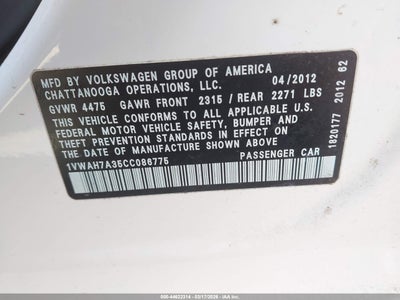 MFD BY VOLKSWAGEN GROUP OF AMERICA
CHATTANOOGA OPERATIONS, LLC. 04/2012
GVWR 4475 GAWR FRONT 2315 / REAR 2271 LBS
THIS VEHICLE CONFORMS TO ALL APPLICABLE U.S.
FEDERAL MOTOR VEHICLE SAFETY, BUMPER, AND
THEFT PREVENTION STANDARDS IN EFFECT ON
THE DATE OF MANUFACTURE SHOWN ABOVE
1VWAH7A35CC086775 PASSENGER CAR
1820177 2012 62